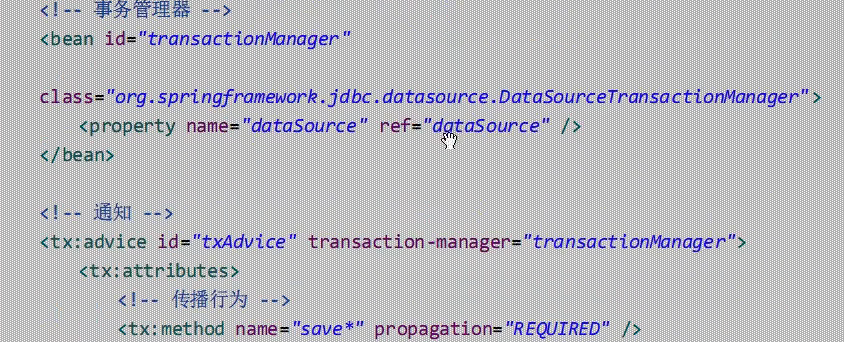 <!-- 事务管理器 -->
<bean id="transactionManager"
class="org.springframework.jdbc.datasource.DataSourceTransactionManager">
<property name="dataSource" ref="dataSource" />
</bean>
<!-- 通知 -->
<tx:advice id="txAdvice" transaction-manager="transactionManager">
<tx:attributes>
<!-- 传播行为 -->
<tx:method name="save*" propagation="REQUIRED" />